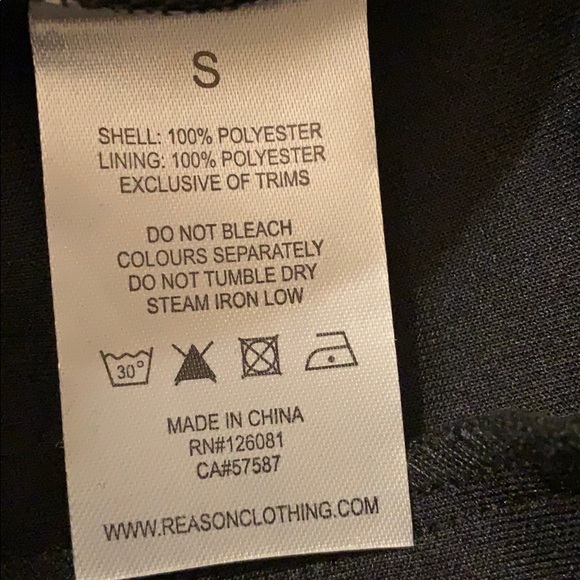 S
SHELL: 100% POLYESTER
LINING: 100% POLYESTER
EXCLUSIVE OF TRIMS
DO NOT BLEACH
COLOURS SEPARATELY
DO NOT TUMBLE DRY
STEAM IRON LOW
30°
MADE IN CHINA
RN#126081
CA#57587
WWW.REASONCLOTHING.COM